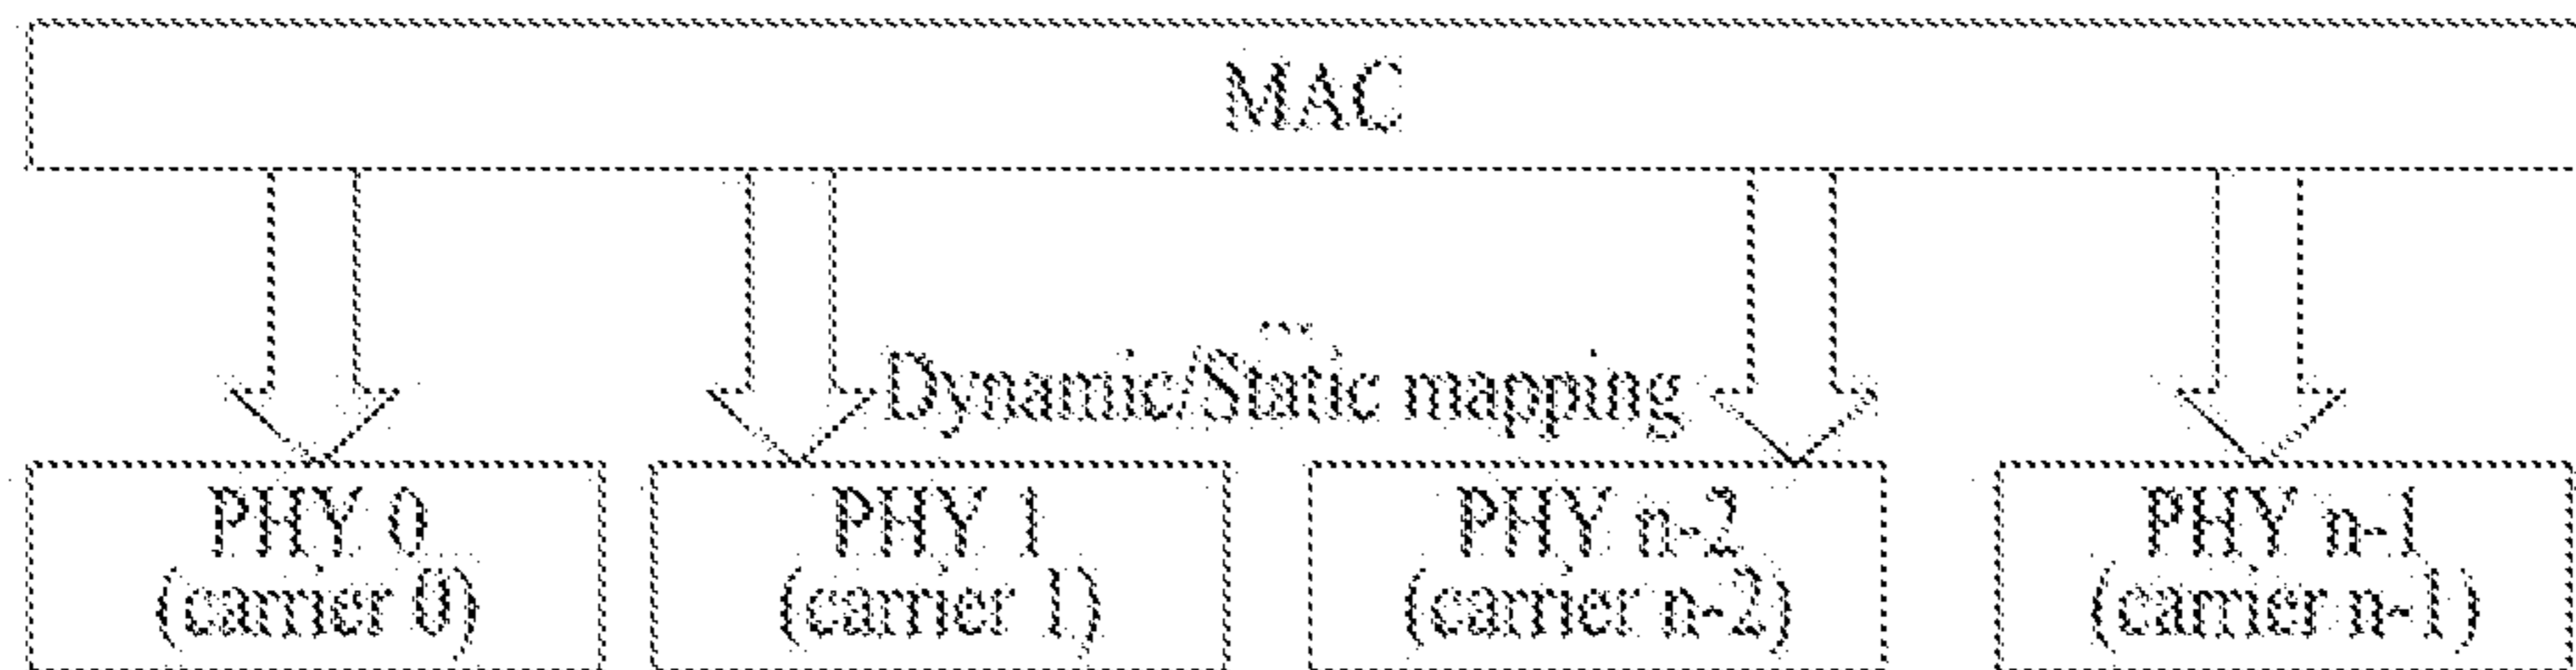 MAC
...
Dynamic/Static mapping
PHY 0
(carrier 0)
PHY 1
(carrier 1)
PHY n-2
(carrier n-2)
PHY n-1
(carrier n-1)